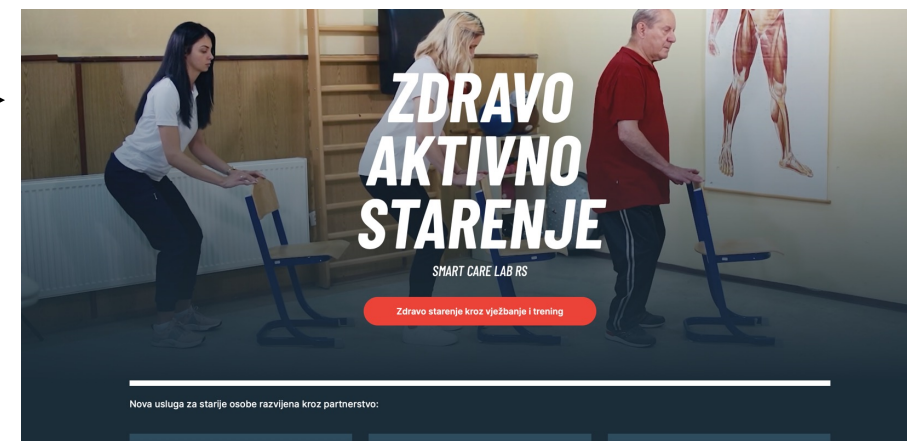 ZDRAVO
AKTIVNO
STARENJE
SMART CARE LAB RS
Zdravo starenje kroz vježbanje i trening
Nova usluga za starije osobe razvijena kroz partnerstvo: